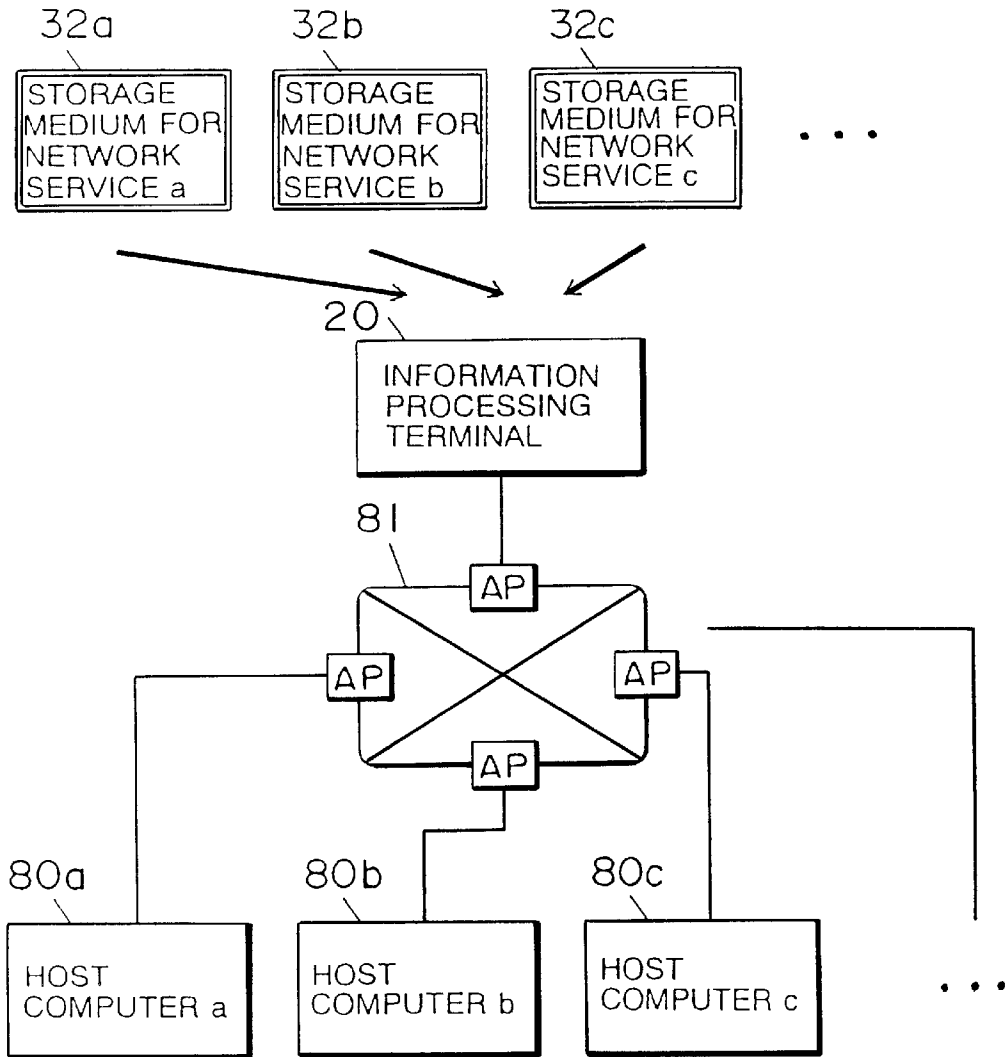 32a
32b
32c
STORAGE
MEDIUM FOR
NETWORK
SERVICE a
STORAGE
MEDIUM FOR
NETWORK
SERVICE b
STORAGE
MEDIUM FOR
NETWORK
SERVICE c
20
INFORMATION
PROCESSING
TERMINAL
81
AP
AP
AP
AP
80a
80b
80c
HOST
COMPUTER a
HOST
COMPUTER b
HOST
COMPUTER c